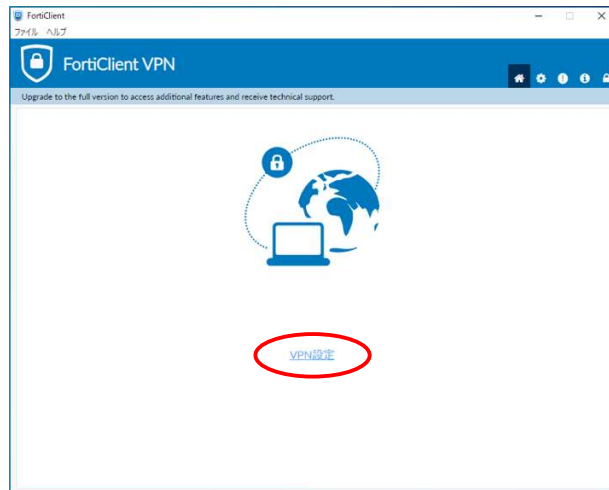 FortiClient
ファイル ヘルプ
FortiClient VPN
Upgrade to the full version to access additional features and receive technical support.
VPN設定